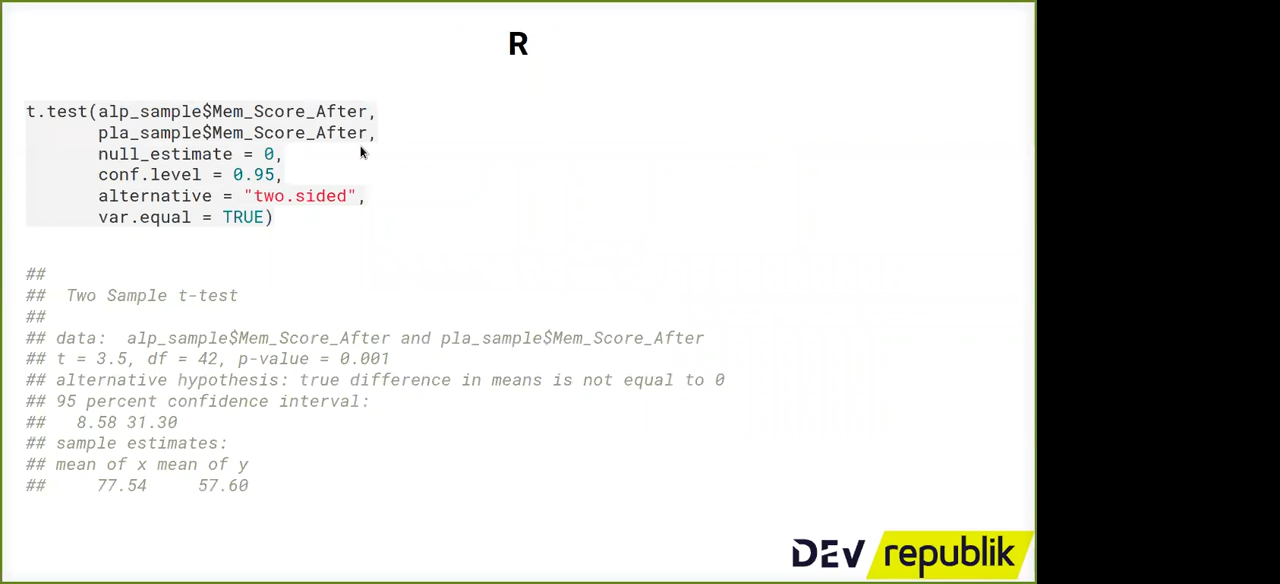 R
t.test(alp_sample$Mem_Score_After,
pla_sample$Mem_Score_After,
null_estimate = 0,
conf.level = 0.95,
alternative = "two.sided",
var.equal = TRUE)
##
## Two Sample t-test
##
## data: alp_sample$Mem_Score_After and pla_sample$Mem_Score_After
## t = 3.5, df = 42, p-value = 0.001
## alternative hypothesis: true difference in means is not equal to 0
## 95 percent confidence interval:
## 8.58 31.30
## sample estimates:
## mean of x mean of y
## 77.54 57.60
DEV republik